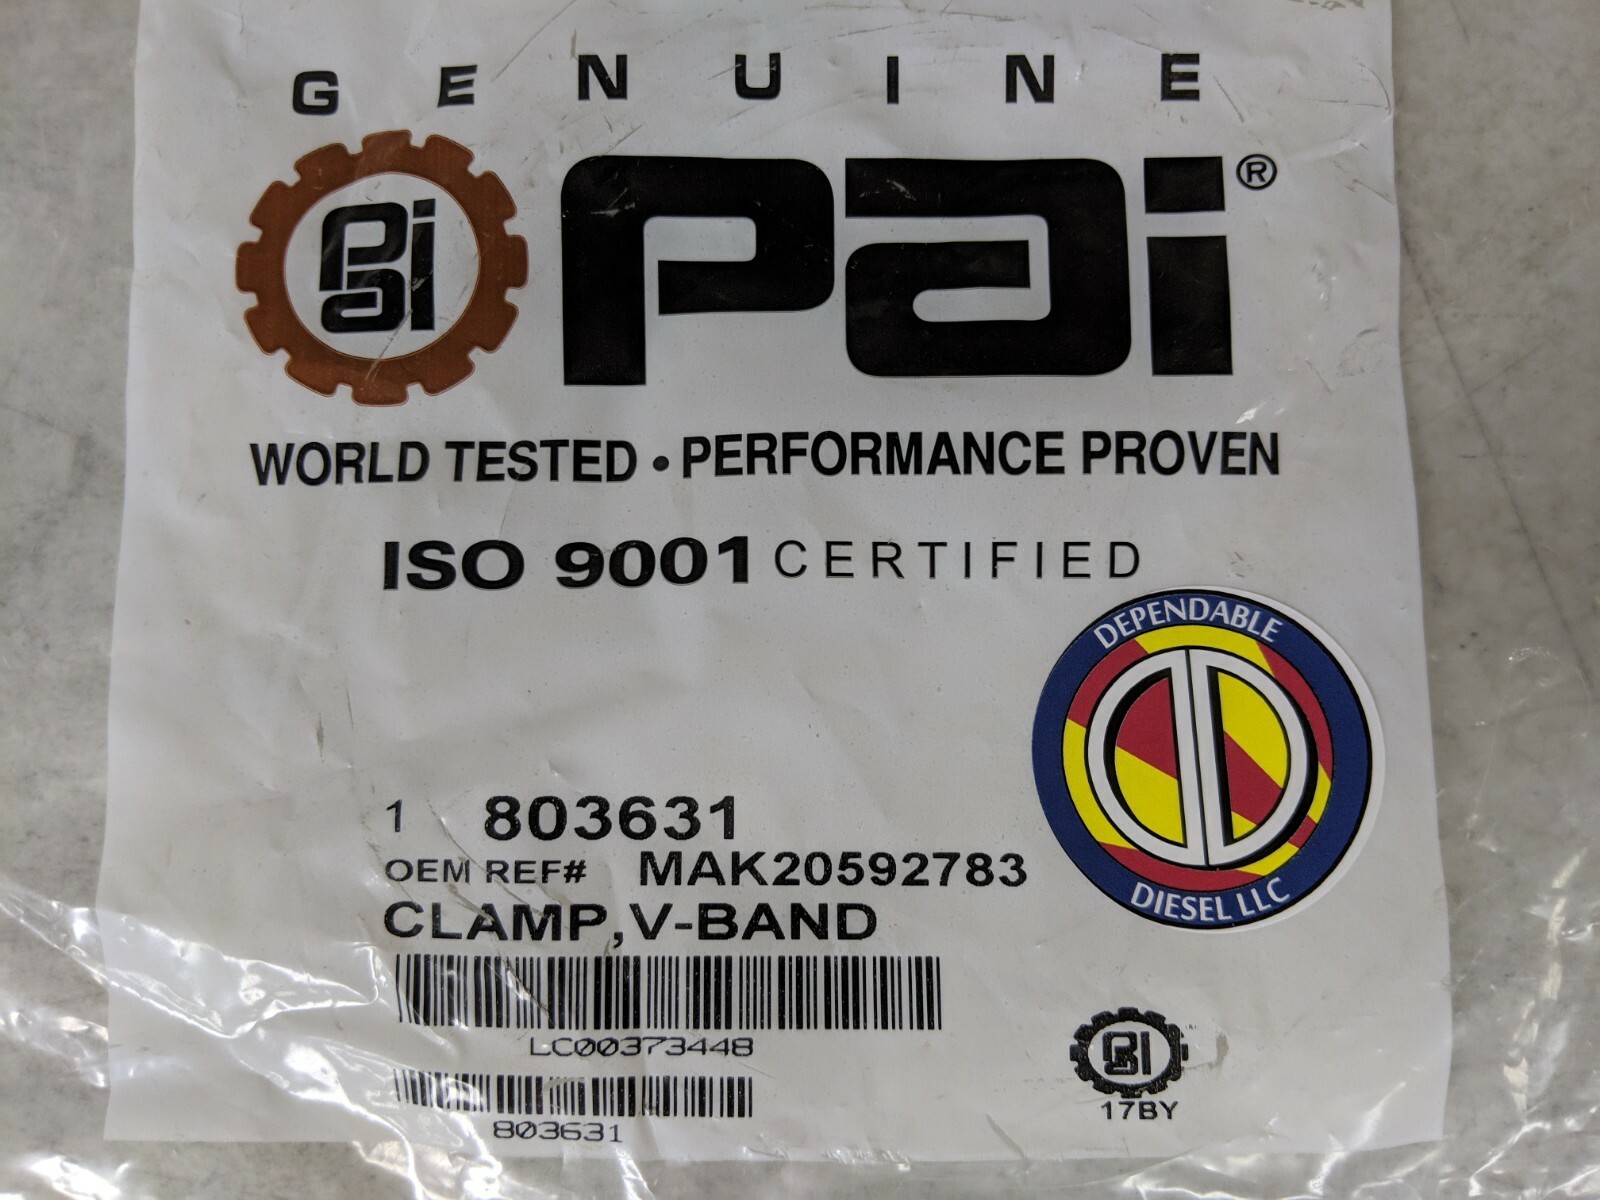 GENUINE
pai
pai®
WORLD TESTED • PERFORMANCE PROVEN
ISO 9001 CERTIFIED
DEPENDABLE
DD
DIESEL LLC
1 803631
OEM REF# MAK20592783
CLAMP,V-BAND
LC00373448
803631
PAI
17BY